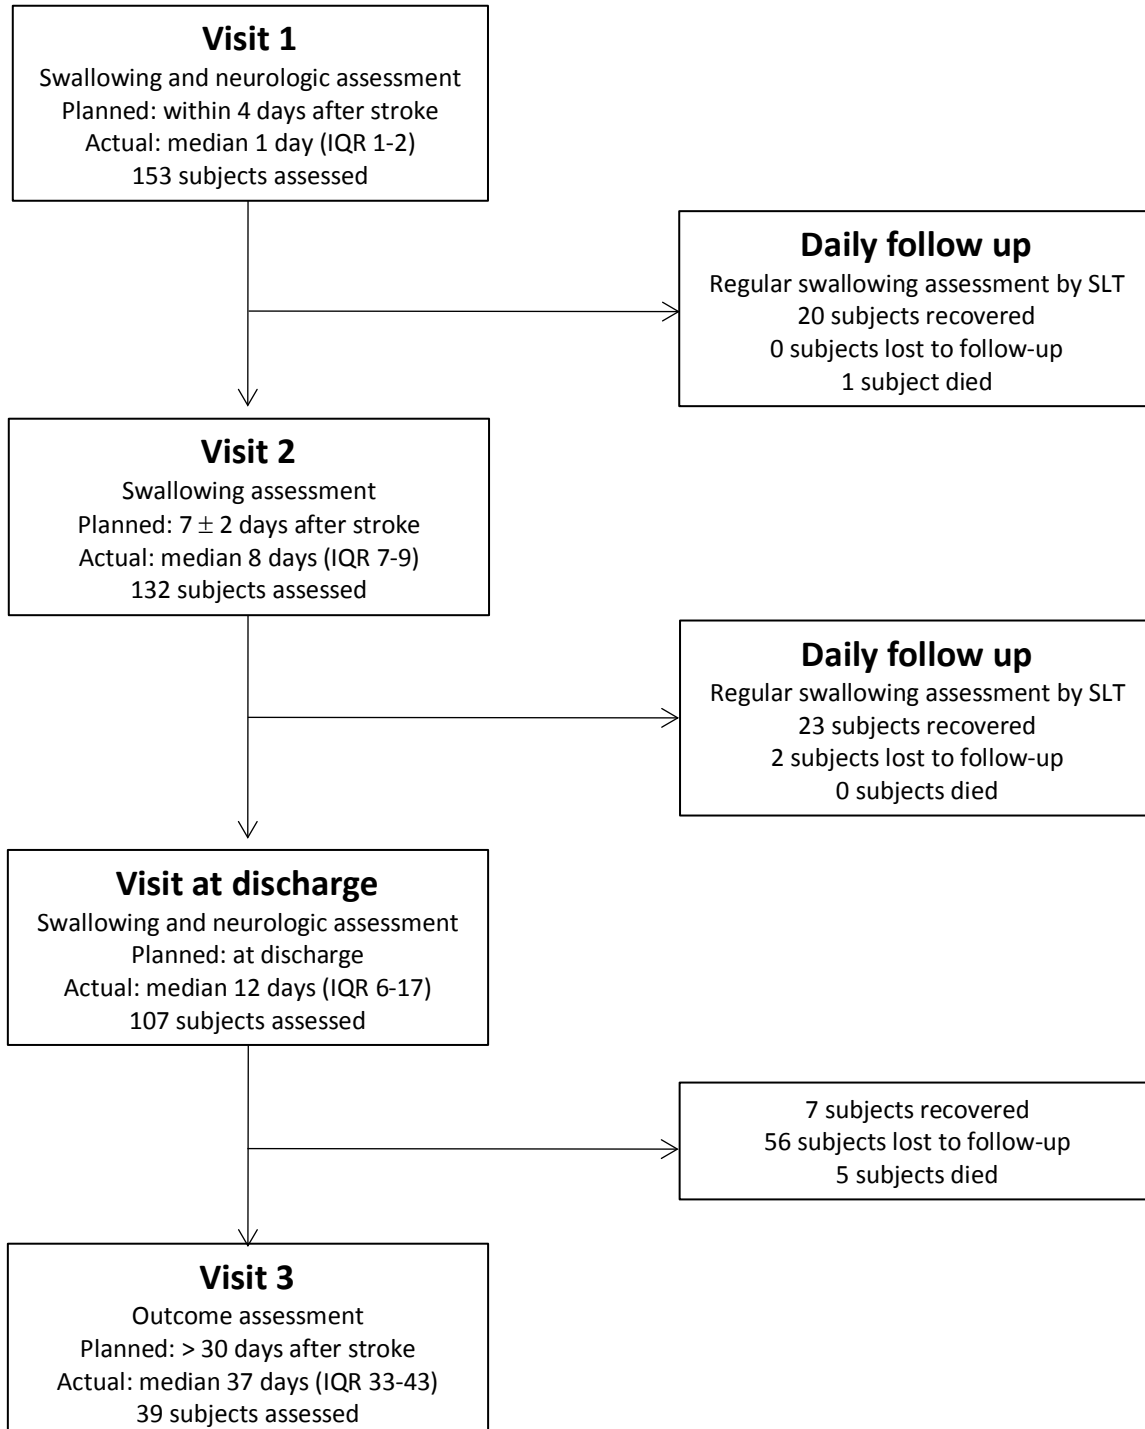 Visit 1
Swallowing and neurologic assessment
Planned: within 4 days after stroke
Actual: median 1 day (IQR 1-2)
153 subjects assessed
Daily follow up
Regular swallowing assessment by SLT
20 subjects recovered
0 subjects lost to follow-up
1 subject died
Visit 2
Swallowing assessment
Planned: 7 ± 2 days after stroke
Actual: median 8 days (IQR 7-9)
132 subjects assessed
Daily follow up
Regular swallowing assessment by SLT
23 subjects recovered
2 subjects lost to follow-up
0 subjects died
Visit at discharge
Swallowing and neurologic assessment
Planned: at discharge
Actual: median 12 days (IQR 6-17)
107 subjects assessed
7 subjects recovered
56 subjects lost to follow-up
5 subjects died
Visit 3
Outcome assessment
Planned: > 30 days after stroke
Actual: median 37 days (IQR 33-43)
39 subjects assessed